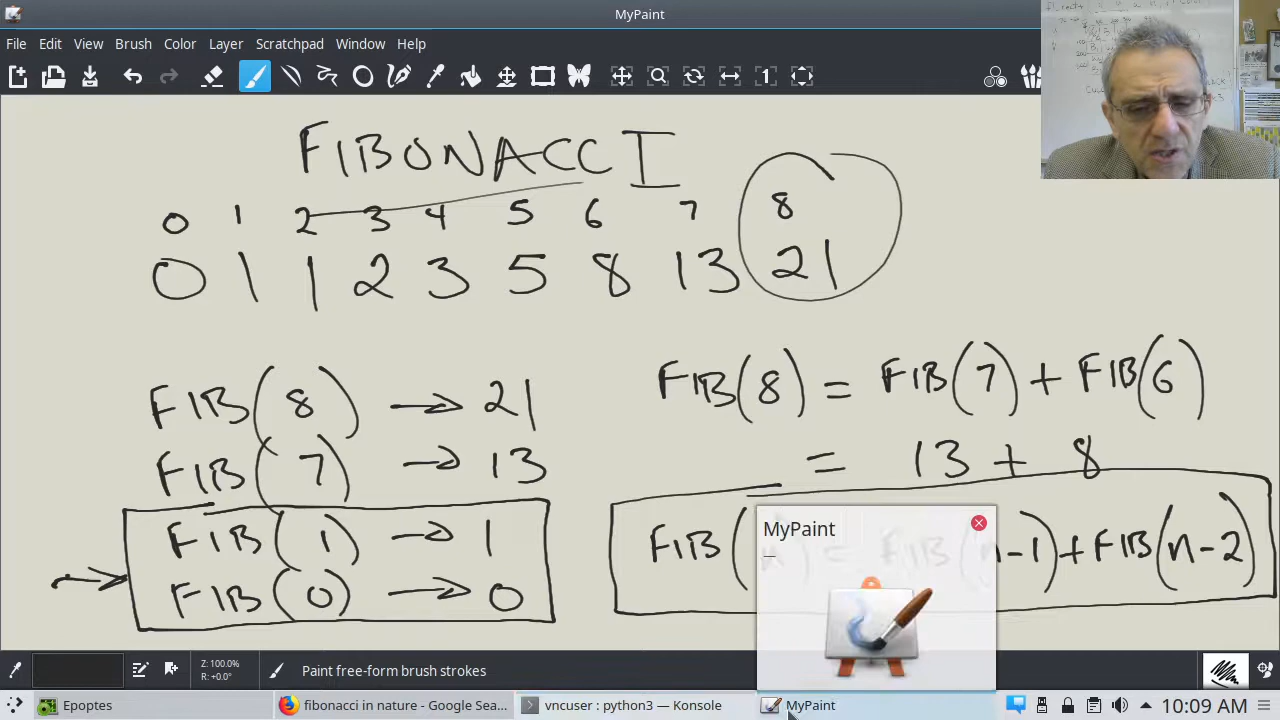 MyPaint
File Edit View Brush Color Layer Scratchpad Window Help
FIBONACCI
0 1 2 3 4 5 6 7 8
0 1 1 2 3 5 8 13 21
FIB(8) → 21
FIB(7) → 13
FIB(1) → 1
FIB(0) → 0
FIB(8) = FIB(7) + FIB(6)
= 13 + 8
FIB(n) = FIB(n-1)+FIB(n-2)
MyPaint
Z: 100.0%
R: +0.0°
Paint free-form brush strokes
Epoptes
fibonacci in nature - Google Sea...
vncuser : python3 — Konsole
MyPaint
10:09 AM